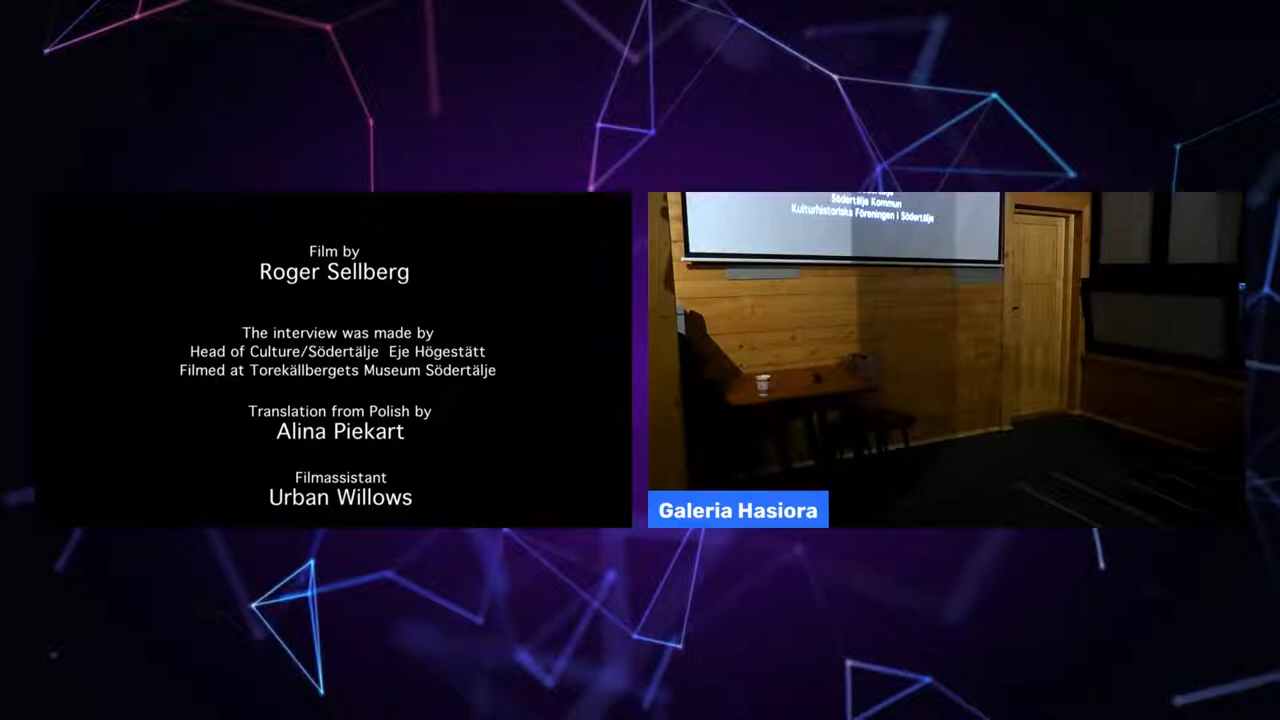 Film by
Roger Sellberg
The interview was made by
Head of Culture/Södertälje Eje Högestätt
Filmed at Torekällbergets Museum Södertälje
Translation from Polish by
Alina Piekart
Filmassistant
Urban Willows
Södertälje Kommun
Kulturhistoriska Föreningen i Södertälje
Galeria Hasiora